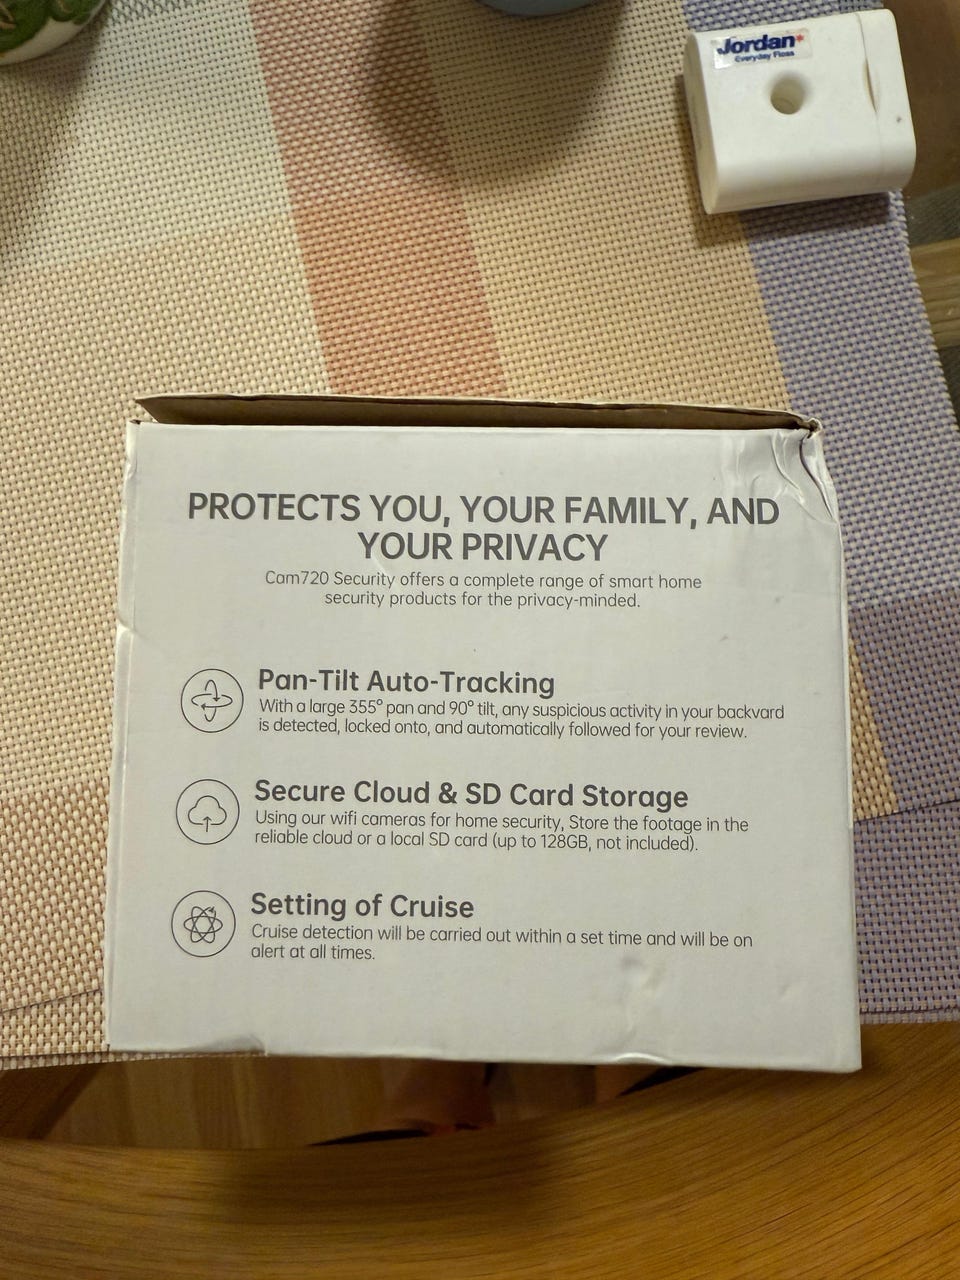 Jordan*
Everyday Floss
PROTECTS YOU, YOUR FAMILY, AND
YOUR PRIVACY
Cam720 Security offers a complete range of smart home
security products for the privacy-minded.
Pan-Tilt Auto-Tracking
With a large 355° pan and 90° tilt, any suspicious activity in your backvard
is detected, locked onto, and automatically followed for your review.
Secure Cloud & SD Card Storage
Using our wifi cameras for home security, Store the footage in the
reliable cloud or a local SD card (up to 128GB, not included).
Setting of Cruise
Cruise detection will be carried out within a set time and will be on
alert at all times.